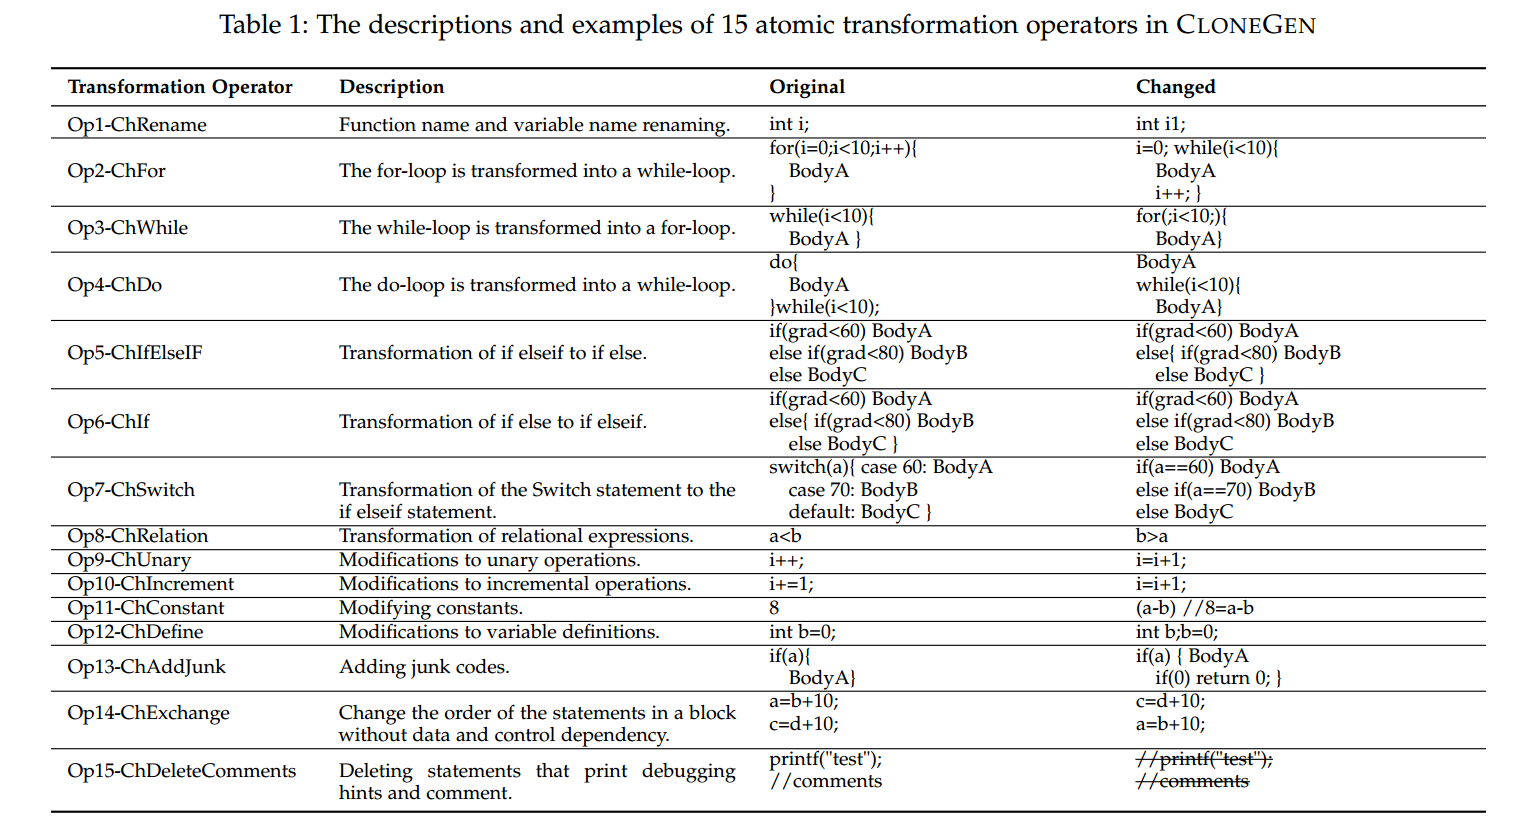 Table 1: The descriptions and examples of 15 atomic transformation operators in CLONEGEN
Transformation Operator Description Original Changed
Op1-ChRename Function name and variable name renaming. int i; int i1;
for(i=0;i<10;i++){ i=0; while(i<10){
Op2-ChFor The for-loop is transformed into a while-loop. BodyA BodyA
} i++; }
while(i<10){ for(;i<10;){
Op3-ChWhile The while-loop is transformed into a for-loop. BodyA } BodyA}
do{ BodyA
Op4-ChDo The do-loop is transformed into a while-loop. BodyA while(i<10){
}while(i<10); BodyA}
if(grad<60) BodyA if(grad<60) BodyA
Op5-ChIfElseIF Transformation of if elseif to if else. else if(grad<80) BodyB else{ if(grad<80) BodyB
else BodyC else BodyC }
if(grad<60) BodyA if(grad<60) BodyA
Op6-ChIf Transformation of if else to if elseif. else{ if(grad<80) BodyB else if(grad<80) BodyB
else BodyC } else BodyC
switch(a){ case 60: BodyA if(a==60) BodyA
Op7-ChSwitch Transformation of the Switch statement to the case 70: BodyB else if(a==70) BodyB
if elseif statement. default: BodyC } else BodyC
Op8-ChRelation Transformation of relational expressions. a<b b>a
Op9-ChUnary Modifications to unary operations. i++; i=i+1;
Op10-ChIncrement Modifications to incremental operations. i+=1; i=i+1;
Op11-ChConstant Modifying constants. 8 (a-b) //8=a-b
Op12-ChDefine Modifications to variable definitions. int b=0; int b;b=0;
if(a){ if(a) { BodyA
Op13-ChAddJunk Adding junk codes. BodyA} if(0) return 0; }
a=b+10; c=d+10;
Op14-ChExchange Change the order of the statements in a block c=d+10; a=b+10;
without data and control dependency.
printf("test"); //printf("test");
Op15-ChDeleteComments Deleting statements that print debugging //comments //comments
hints and comment.